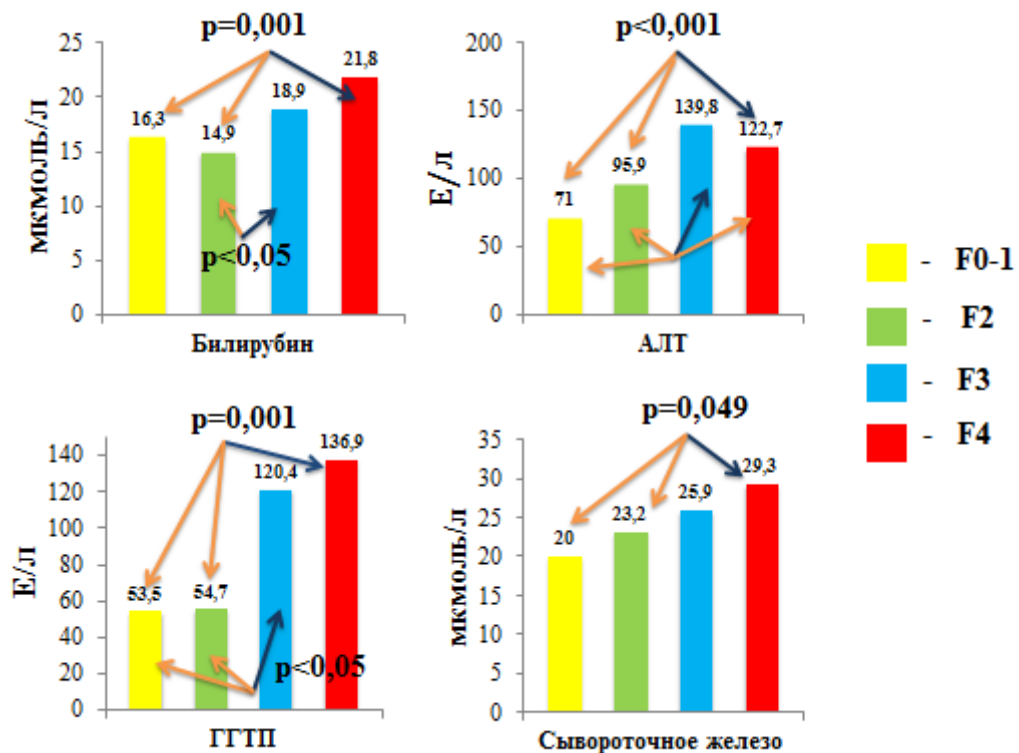 p=0,001
25
20
15
10
5
0
мкмоль/л
16,3
14,9
18,9
21,8
p<0,05
Билирубин
p<0,001
200
150
100
50
0
Е/л
71
95,9
139,8
122,7
АЛТ
- F0-1
- F2
- F3
- F4
p=0,001
140
120
100
80
60
40
20
0
Е/л
53,5
54,7
120,4
136,9
p<0,05
ГГТП
p=0,049
35
30
25
20
15
10
5
0
мкмоль/л
20
23,2
25,9
29,3
Сывороточное железо